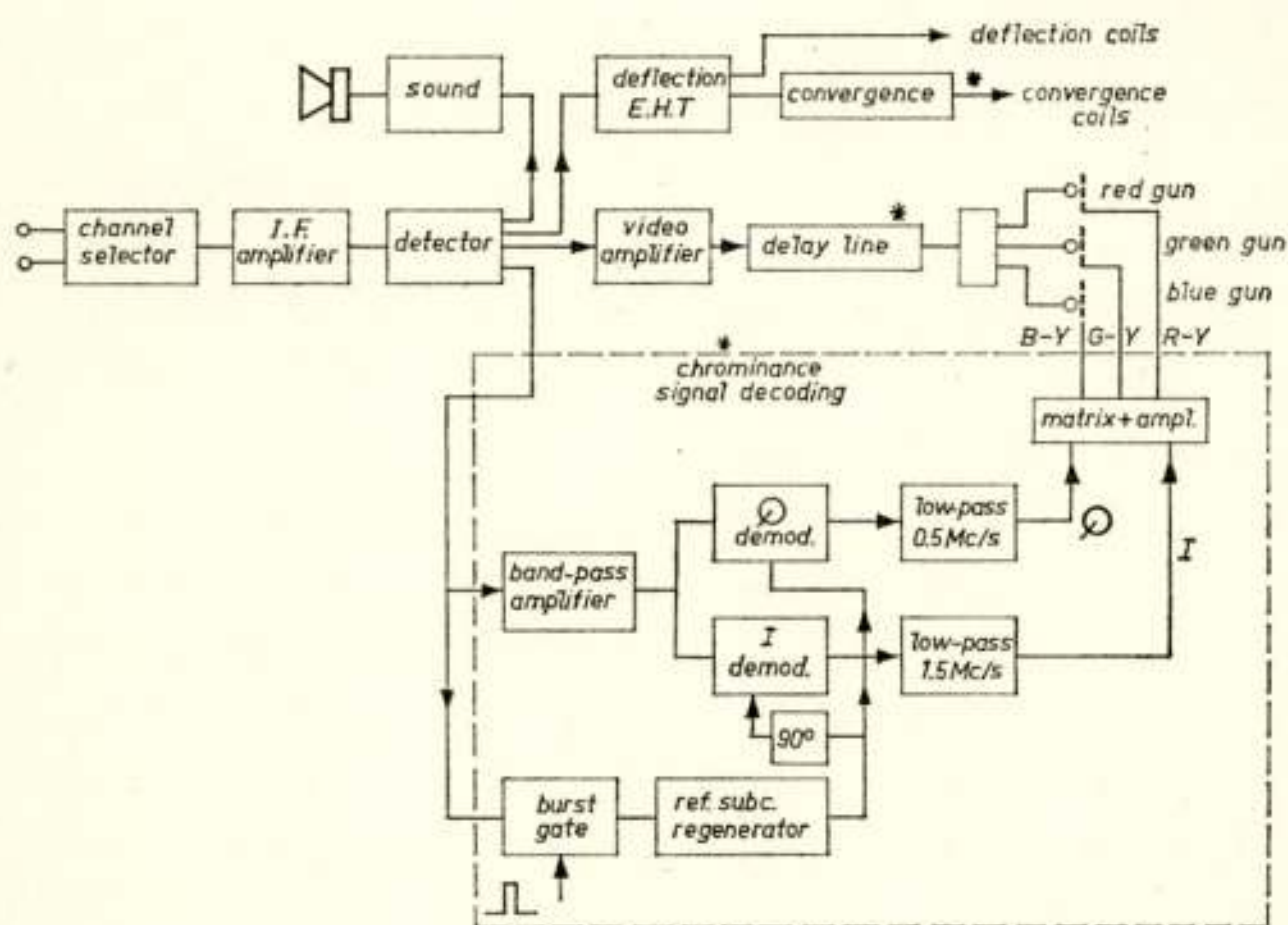 deflection coils
sound
deflection
E.H.T
convergence
*
convergence
coils
channel
selector
I.F.
amplifier
detector
video
amplifier
*
delay line
red gun
green gun
blue gun
B-Y G-Y R-Y
*
chrominance
signal decoding
matrix+ampl.
Q
demod.
low-pass
0.5Mc/s
Q
I
band-pass
amplifier
I
demod.
low-pass
1.5Mc/s
90°
burst
gate
ref. subc.
regenerator